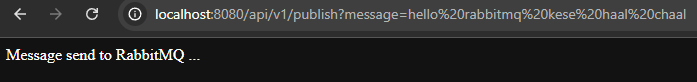 localhost:8080/api/v1/publish?message=hello%20rabbitmq%20kese%20haal%20chaal
Message send to RabbitMQ ...